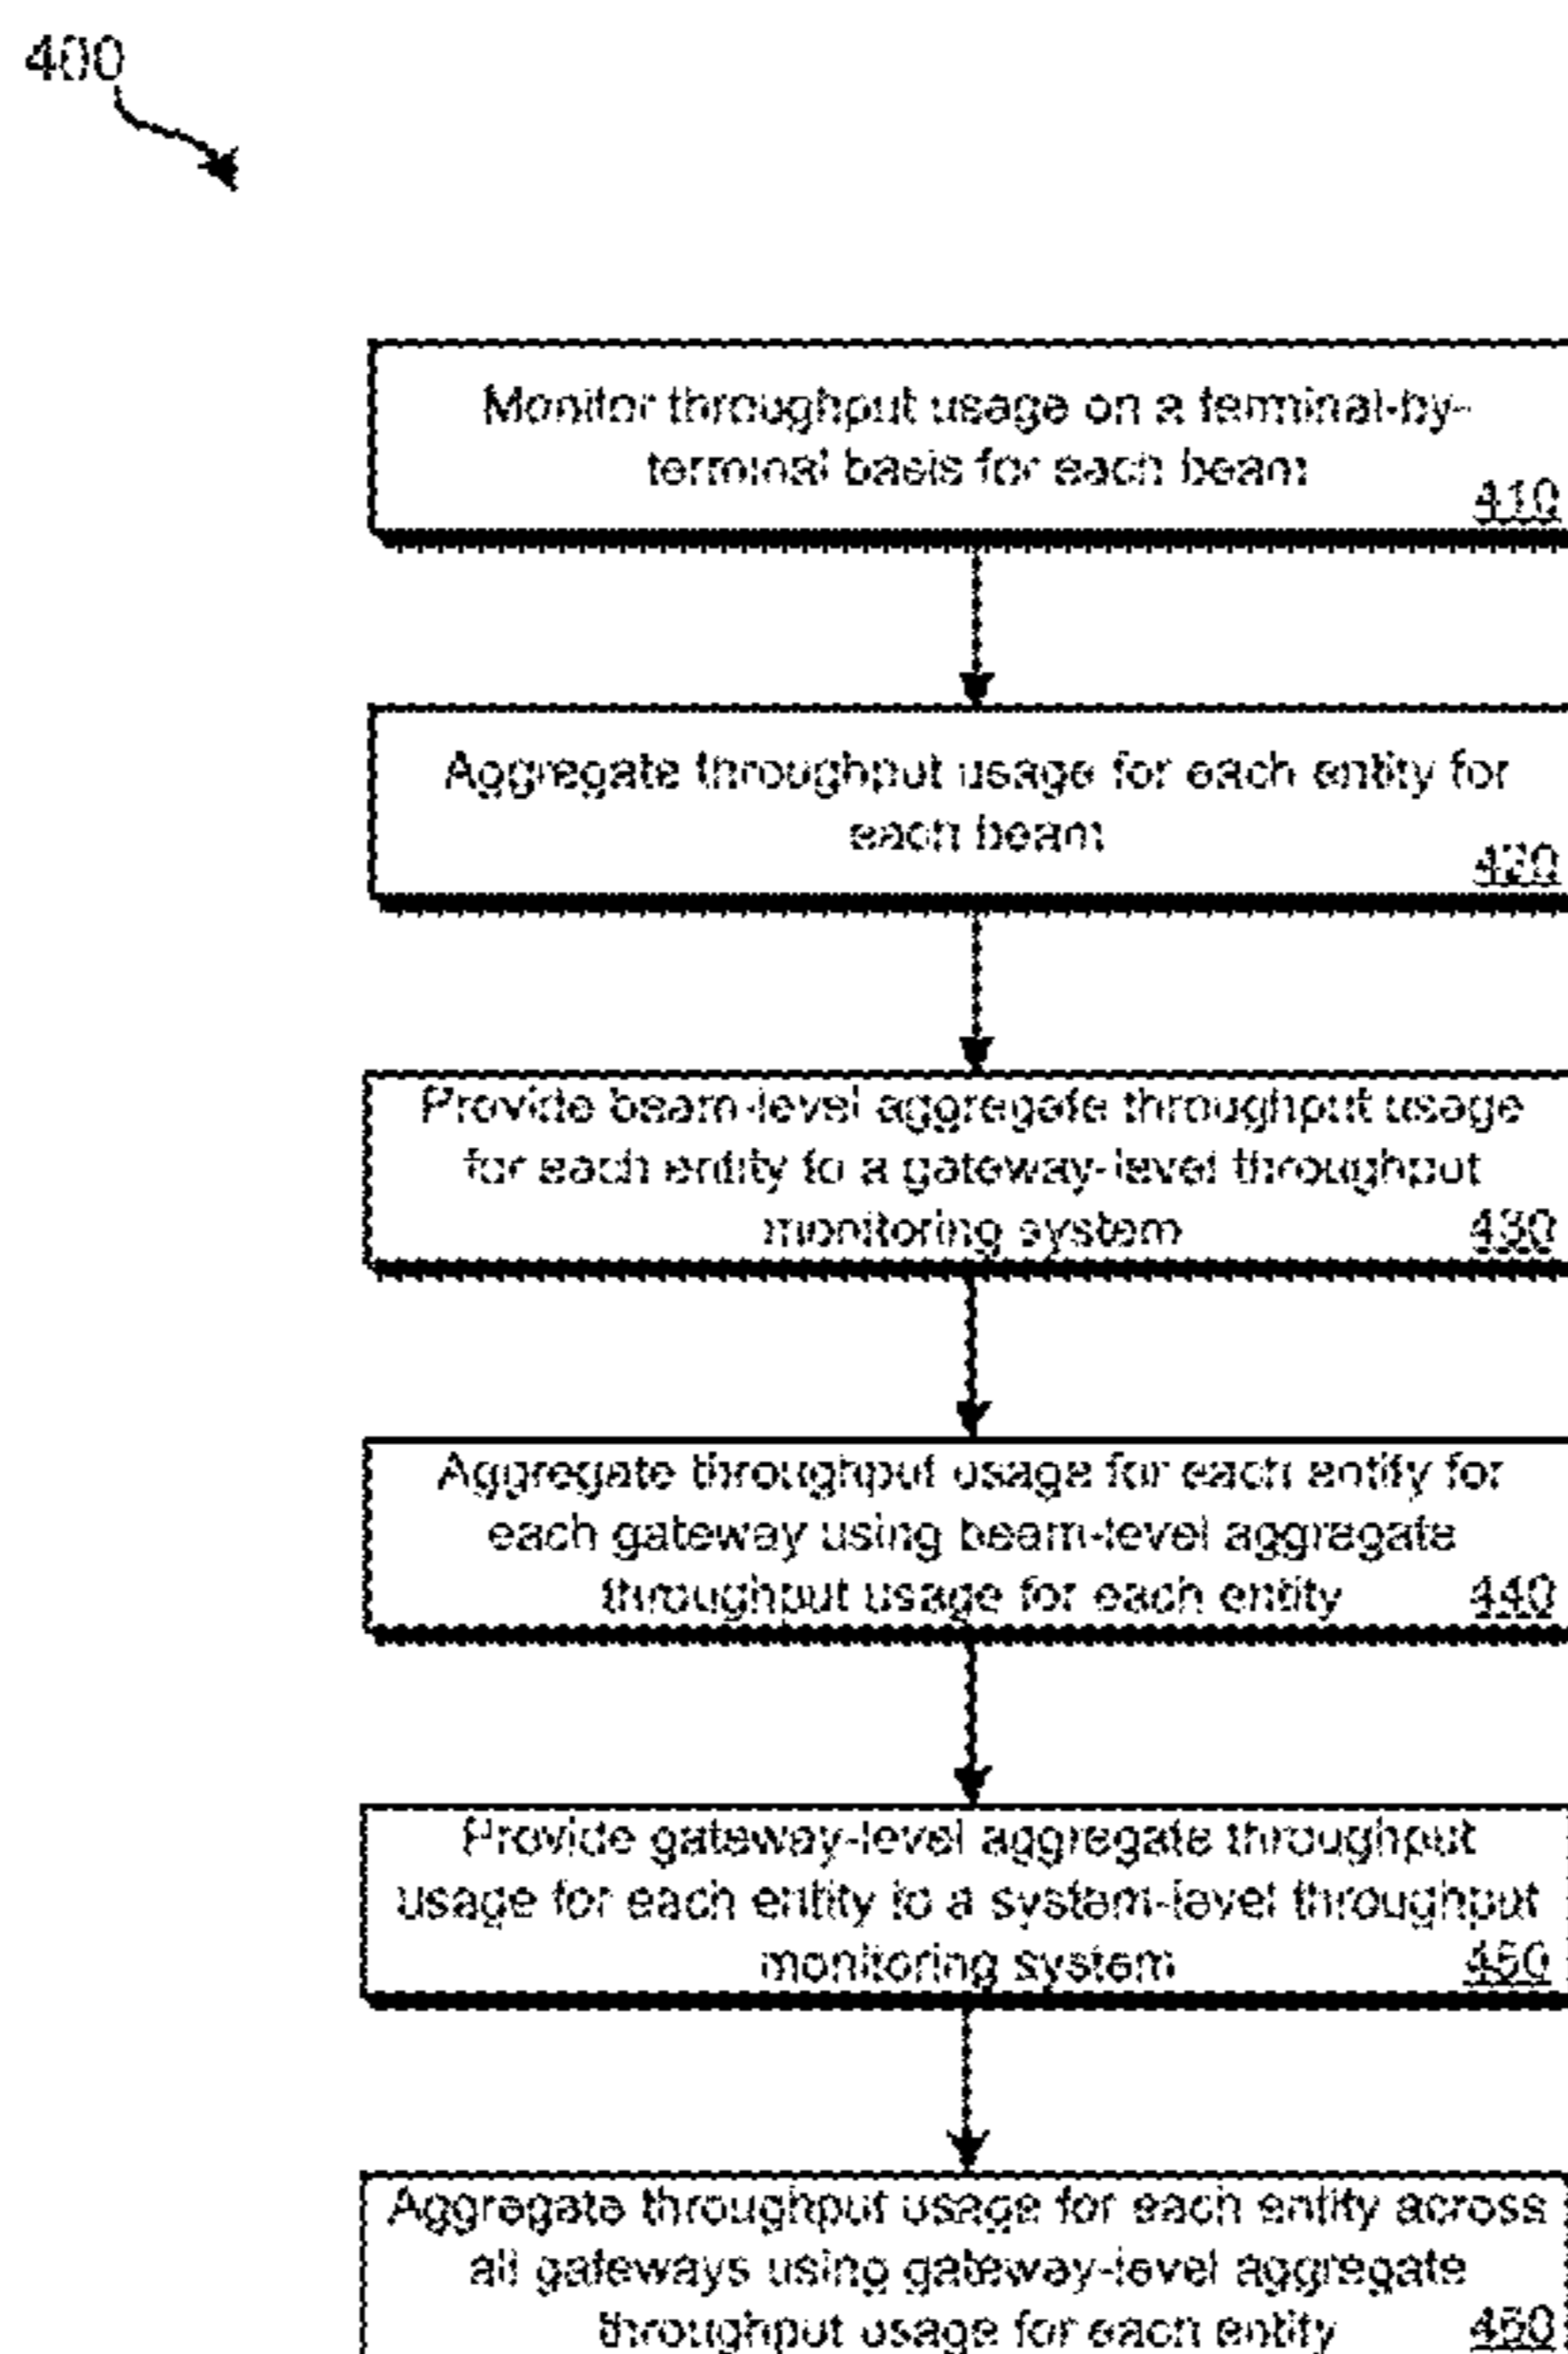 400
Monitor throughput usage on a terminal-by-
terminal basis for each beam
410
Aggregate throughput usage for each entity for
each beam
420
Provide beam-level aggregate throughput usage
for each entity to a gateway-level throughput
monitoring system
430
Aggregate throughput usage for each entity for
each gateway using beam-level aggregate
throughput usage for each entity
440
Provide gateway-level aggregate throughput
usage for each entity to a system-level throughput
monitoring system
450
Aggregate throughput usage for each entity across
all gateways using gateway-level aggregate
throughput usage for each entity
460